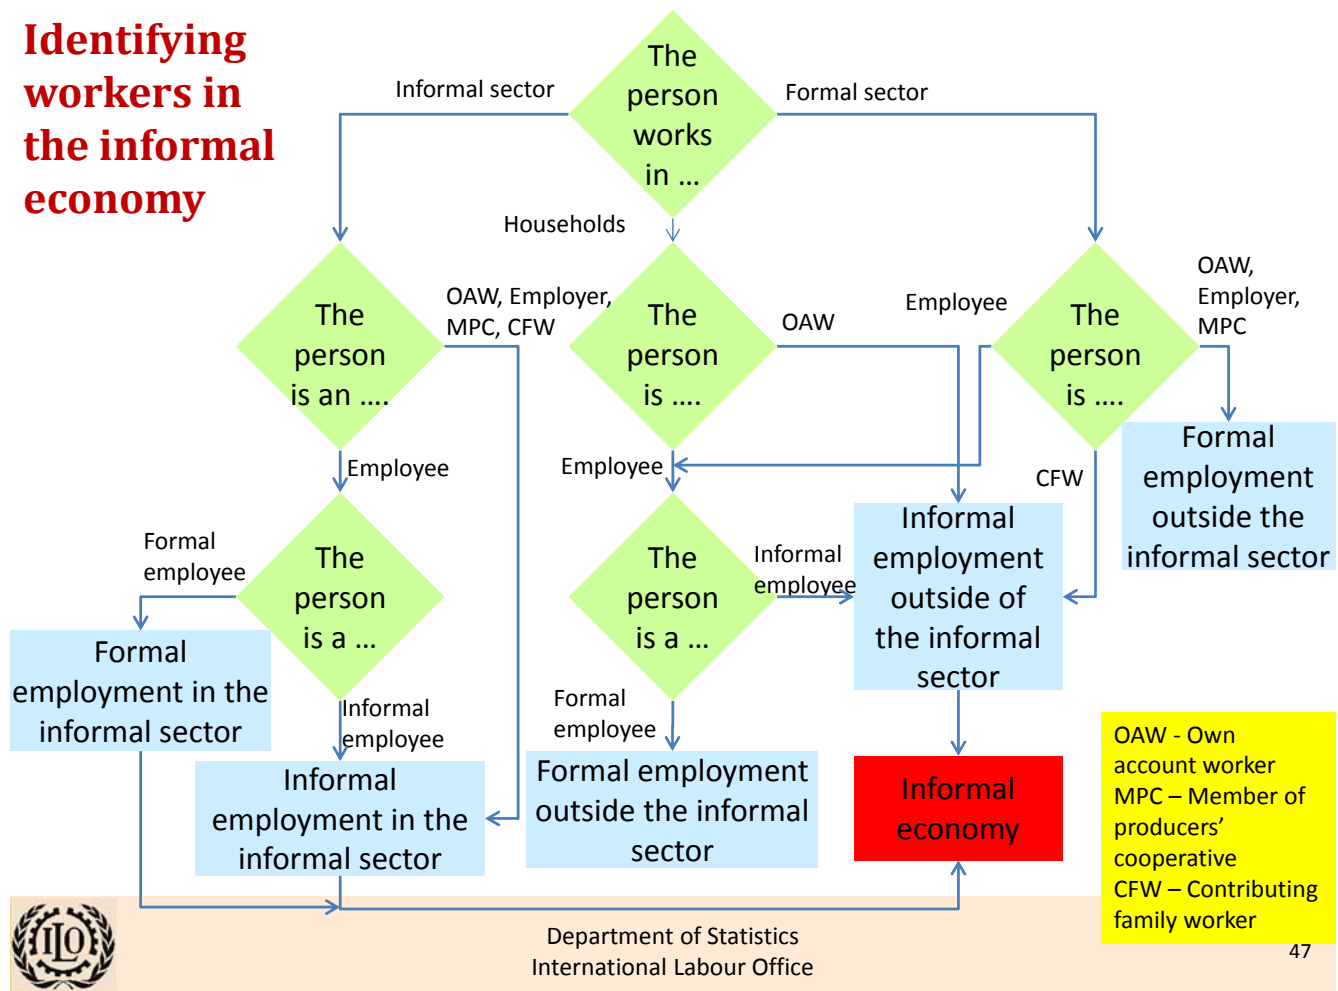 Identifying
workers in
the informal
economy
The
person
works
in ...
Informal sector
Formal sector
Households
The
person
is an ....
OAW, Employer,
MPC, CFW
The
person
is ....
OAW
Employee
The
person
is ....
OAW,
Employer,
MPC
Formal
employment
outside the
informal sector
Employee
Employee
CFW
Formal
employee
The
person
is a ...
The
person
is a ...
Informal
employee
Informal
employment
outside of
the informal
sector
Formal
employment in the
informal sector
Informal
employee
Formal
employee
Informal
employment in the
informal sector
Formal employment
outside the informal
sector
Informal
economy
OAW - Own
account worker
MPC – Member of
producers’
cooperative
CFW – Contributing
family worker
ILO
Department of Statistics
International Labour Office
47